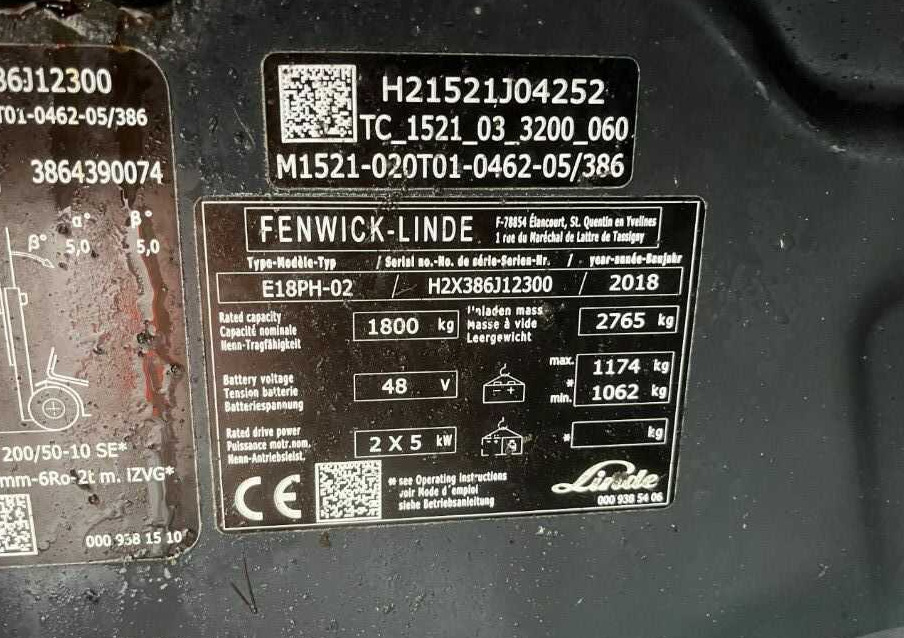 36J12300
T01-0462-05/386
3864390074
α° β°
β° 5,0 5,0
200/50-10 SE*
mm-6Ro-2t m. IZVG*
000 938 15 10
H21521J04252
TC_1521_03_3200_060
M1521-020T01-0462-05/386
FENWICK-LINDE
F-78854 Élancourt, St. Quentin en Yvelines
1 rue du Maréchal de Lattre de Tassigny
Type-Modèle-Typ / Serial no.-No. de série-Serien-Nr. / year-année-Baujahr
E18PH-02 / H2X386J12300 / 2018
Rated capacity
Capacité nominale
Nenn-Tragfähigkeit
1800 kg
Unladen mass
Masse à vide
Leergewicht
2765 kg
Battery voltage
Tension batterie
Batteriespannung
48 V
max. 1174 kg
*
min. 1062 kg
Rated drive power
Puissance motr.nom.
Nenn-Antriebsleist.
2 X 5 kW
* kg
CE
* see Operating Instructions
voir Mode d'emploi
siehe Betriebsanleitung
Linde
000 938 54 06